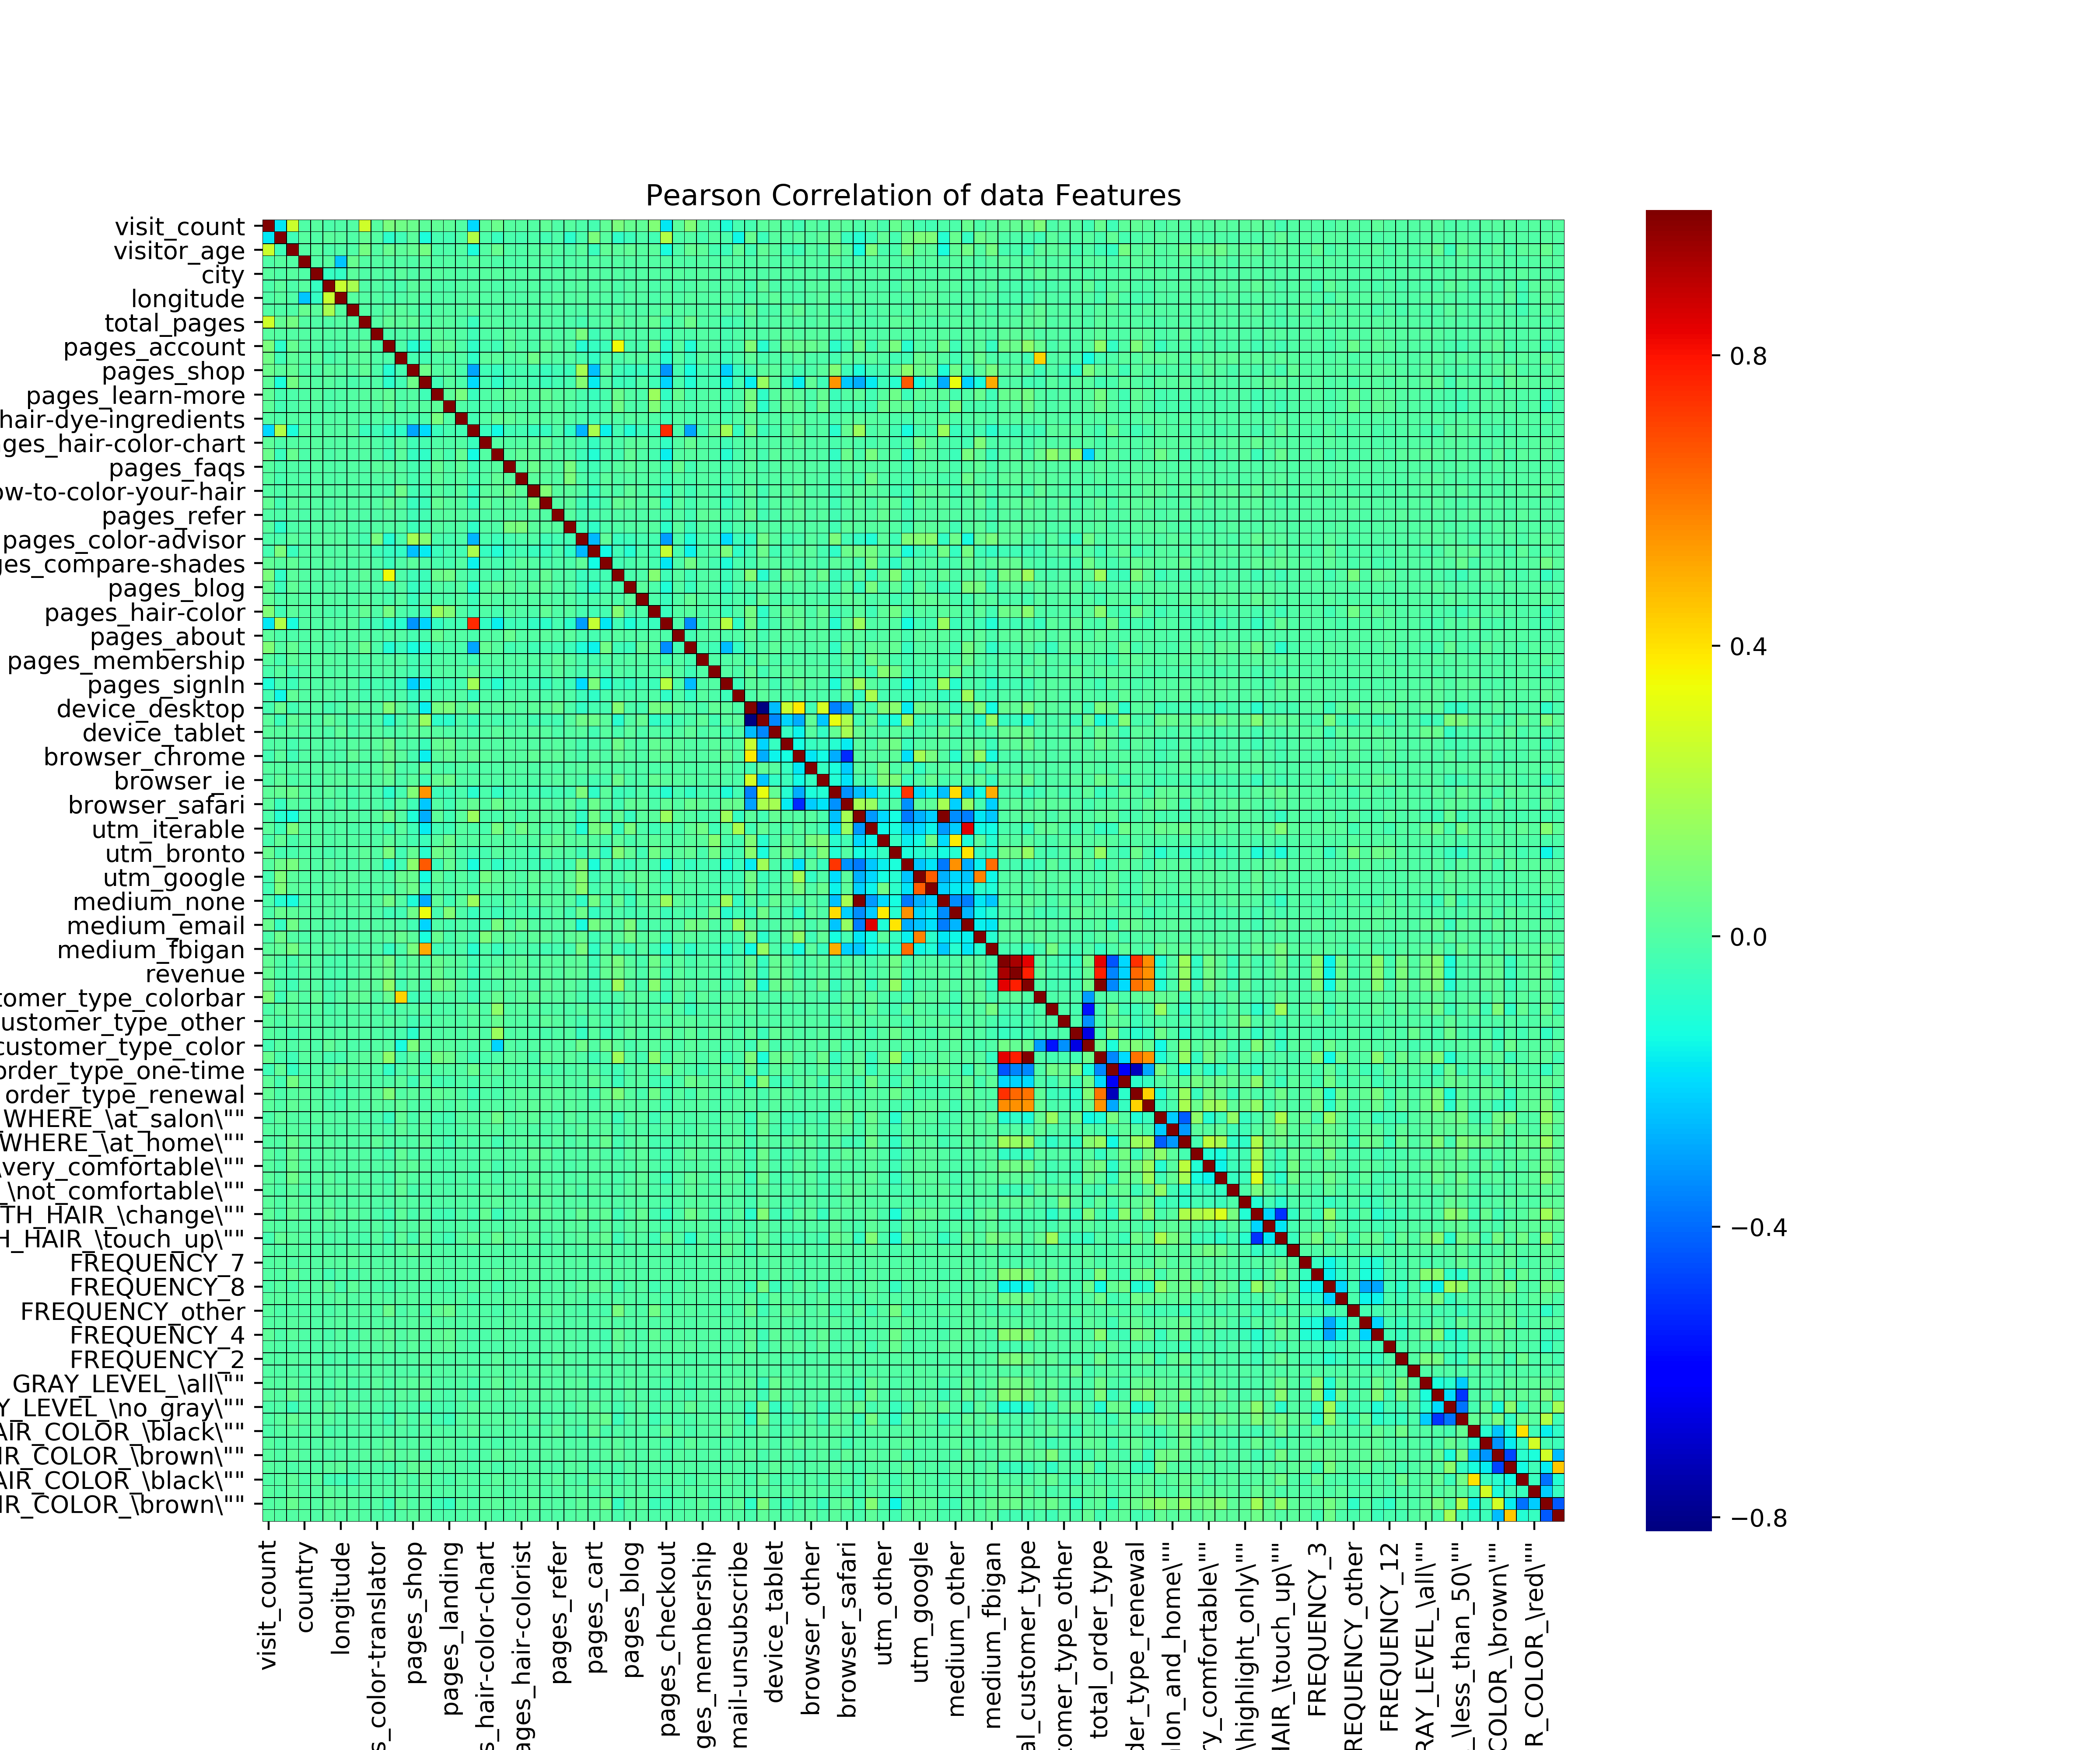 Pearson Correlation of data Features
visit_count
visitor_age
city
longitude
total_pages
pages_account
pages_shop
pages_learn-more
hair-dye-ingredients
ges_hair-color-chart
pages_faqs
ow-to-color-your-hair
pages_refer
pages_color-advisor
ges_compare-shades
pages_blog
pages_hair-color
pages_about
pages_membership
pages_signIn
device_desktop
device_tablet
browser_chrome
browser_ie
browser_safari
utm_iterable
utm_bronto
utm_google
medium_none
medium_email
medium_fbigan
revenue
tomer_type_colorbar
ustomer_type_other
customer_type_color
order_type_one-time
order_type_renewal
_WHERE_\at_salon\""
WHERE_\at_home\""
\very_comfortable\""
_\not_comfortable\""
TH_HAIR_\change\""
H_HAIR_\touch_up\""
FREQUENCY_7
FREQUENCY_8
FREQUENCY_other
FREQUENCY_4
FREQUENCY_2
GRAY_LEVEL_\all\""
Y_LEVEL_\no_gray\""
AIR_COLOR_\black\""
IR_COLOR_\brown\""
AIR_COLOR_\black\""
IR_COLOR_\brown\""
visit_count
country
longitude
s_color-translator
pages_shop
pages_landing
s_hair-color-chart
ages_hair-colorist
pages_refer
pages_cart
pages_blog
pages_checkout
ges_membership
mail-unsubscribe
device_tablet
browser_other
browser_safari
utm_other
utm_google
medium_other
medium_fbigan
al_customer_type
omer_type_other
total_order_type
der_type_renewal
lon_and_home\""
ry_comfortable\""
\highlight_only\""
HAIR_\touch_up\""
FREQUENCY_3
REQUENCY_other
FREQUENCY_12
RAY_LEVEL_\all\""
_\less_than_50\""
COLOR_\brown\""
R_COLOR_\red\""
0.8
0.4
0.0
−0.4
−0.8